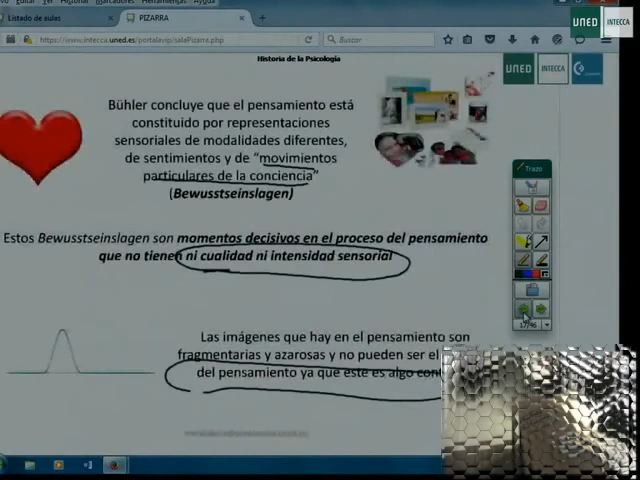 Marcadores Herramientas Ayuda
Listado de aulas
PIZARRA
https://www.intecca.uned.es/portalavip/salaPizarra.php
Buscar
UNED
INTECCA
Historia de la Psicología
UNED
INTECCA
Bühler concluye que el pensamiento está
constituido por representaciones
sensoriales de modalidades diferentes,
de sentimientos y de “movimientos
particulares de la conciencia”
(Bewusstseinslagen)
Trazo
Estos Bewusstseinslagen son momentos decisivos en el proceso del pensamiento
que no tienen ni cualidad ni intensidad sensorial
Las imágenes que hay en el pensamiento son
fragmentarias y azarosas y no pueden ser el
del pensamiento ya que este es algo